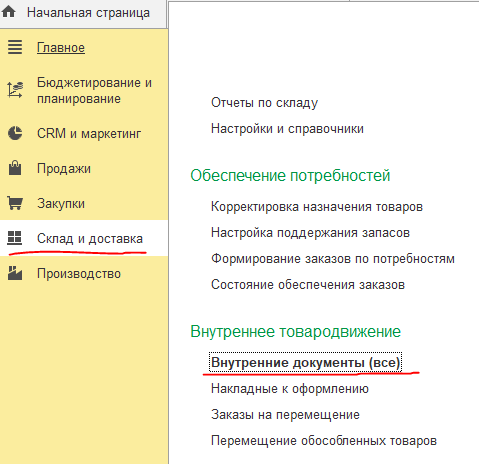 Начальная страница
Главное
Бюджетирование и
планирование
CRM и маркетинг
Продажи
Закупки
Склад и доставка
Производство
Отчеты по складу
Настройки и справочники
Обеспечение потребностей
Корректировка назначения товаров
Настройка поддержания запасов
Формирование заказов по потребностям
Состояние обеспечения заказов
Внутреннее товародвижение
Внутренние документы (все)
Накладные к оформлению
Заказы на перемещение
Перемещение обособленных товаров